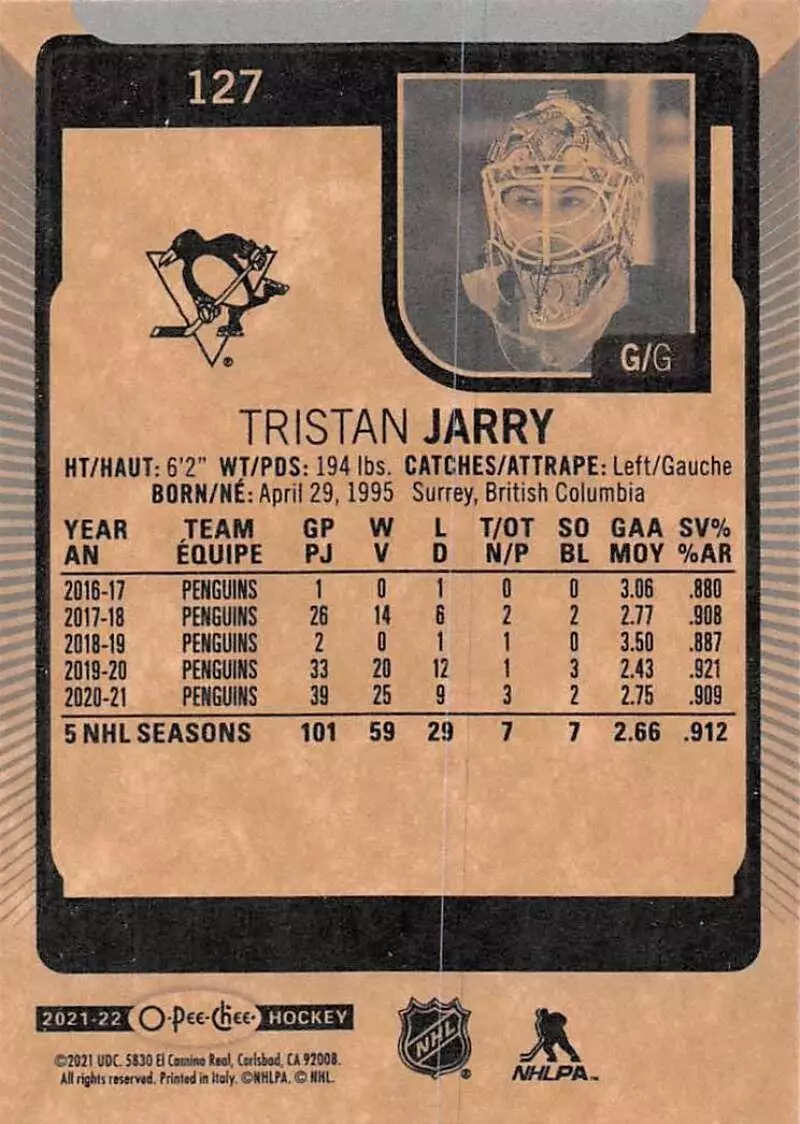 127
G/G
TRISTAN JARRY
HT/HAUT: 6'2" WT/PDS: 194 lbs. CATCHES/ATTRAPE: Left/Gauche
BORN/NÉ: April 29, 1995 Surrey, British Columbia
YEAR TEAM GP W L T/OT SO GAA SV%
AN ÉQUIPE PJ V D N/P BL MOY %AR
2016-17 PENGUINS 1 0 1 0 0 3.06 .880
2017-18 PENGUINS 26 14 6 2 2 2.77 .908
2018-19 PENGUINS 2 0 1 1 0 3.50 .887
2019-20 PENGUINS 33 20 12 1 3 2.43 .921
2020-21 PENGUINS 39 25 9 3 2 2.75 .909
5 NHL SEASONS 101 59 29 7 7 2.66 .912
2021-22 O-Pee-Chee HOCKEY
NHL ®
NHLPA™
©2021 UDC. 5830 El Camino Real, Carlsbad, CA 92008.
All rights reserved. Printed in Italy. ©NHLPA. © NHL.